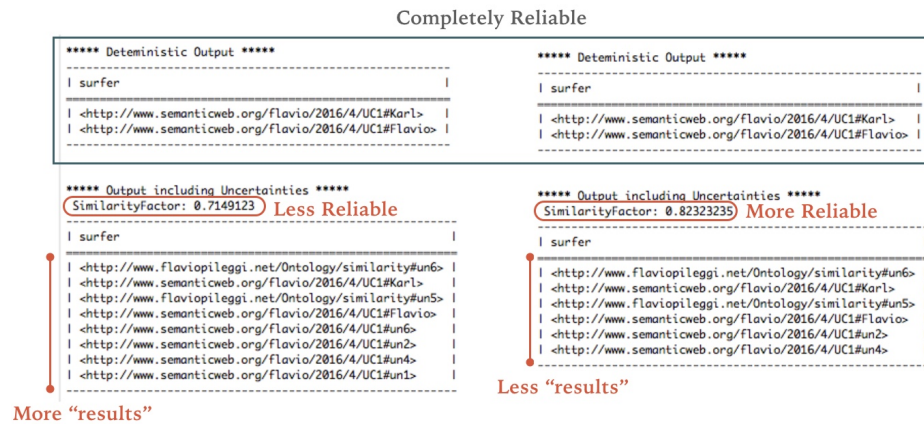 Completely Reliable
***** Deteministic Output *****
| surfer |
| <http://www.semanticweb.org/flavio/2016/4/UC1#Karl> |
| <http://www.semanticweb.org/flavio/2016/4/UC1#Flavio> |
***** Output including Uncertainties *****
SimilarityFactor: 0.7149123 Less Reliable
| surfer |
| <http://www.flaviopileggi.net/Ontology/similarity#un6> |
| <http://www.semanticweb.org/flavio/2016/4/UC1#Karl> |
| <http://www.flaviopileggi.net/Ontology/similarity#un5> |
| <http://www.semanticweb.org/flavio/2016/4/UC1#Flavio> |
| <http://www.semanticweb.org/flavio/2016/4/UC1#un6> |
| <http://www.semanticweb.org/flavio/2016/4/UC1#un2> |
| <http://www.semanticweb.org/flavio/2016/4/UC1#un4> |
| <http://www.semanticweb.org/flavio/2016/4/UC1#un1> |
More “results”
***** Deteministic Output *****
| surfer |
| <http://www.semanticweb.org/flavio/2016/4/UC1#Karl> |
| <http://www.semanticweb.org/flavio/2016/4/UC1#Flavio> |
***** Output including Uncertainties *****
SimilarityFactor: 0.82323235 More Reliable
| surfer
| <http://www.flaviopileggi.net/Ontology/similarity#un6>
| <http://www.semanticweb.org/flavio/2016/4/UC1#Karl>
| <http://www.flaviopileggi.net/Ontology/similarity#un5>
| <http://www.semanticweb.org/flavio/2016/4/UC1#Flavio>
| <http://www.semanticweb.org/flavio/2016/4/UC1#un2>
| <http://www.semanticweb.org/flavio/2016/4/UC1#un4>
Less “results”